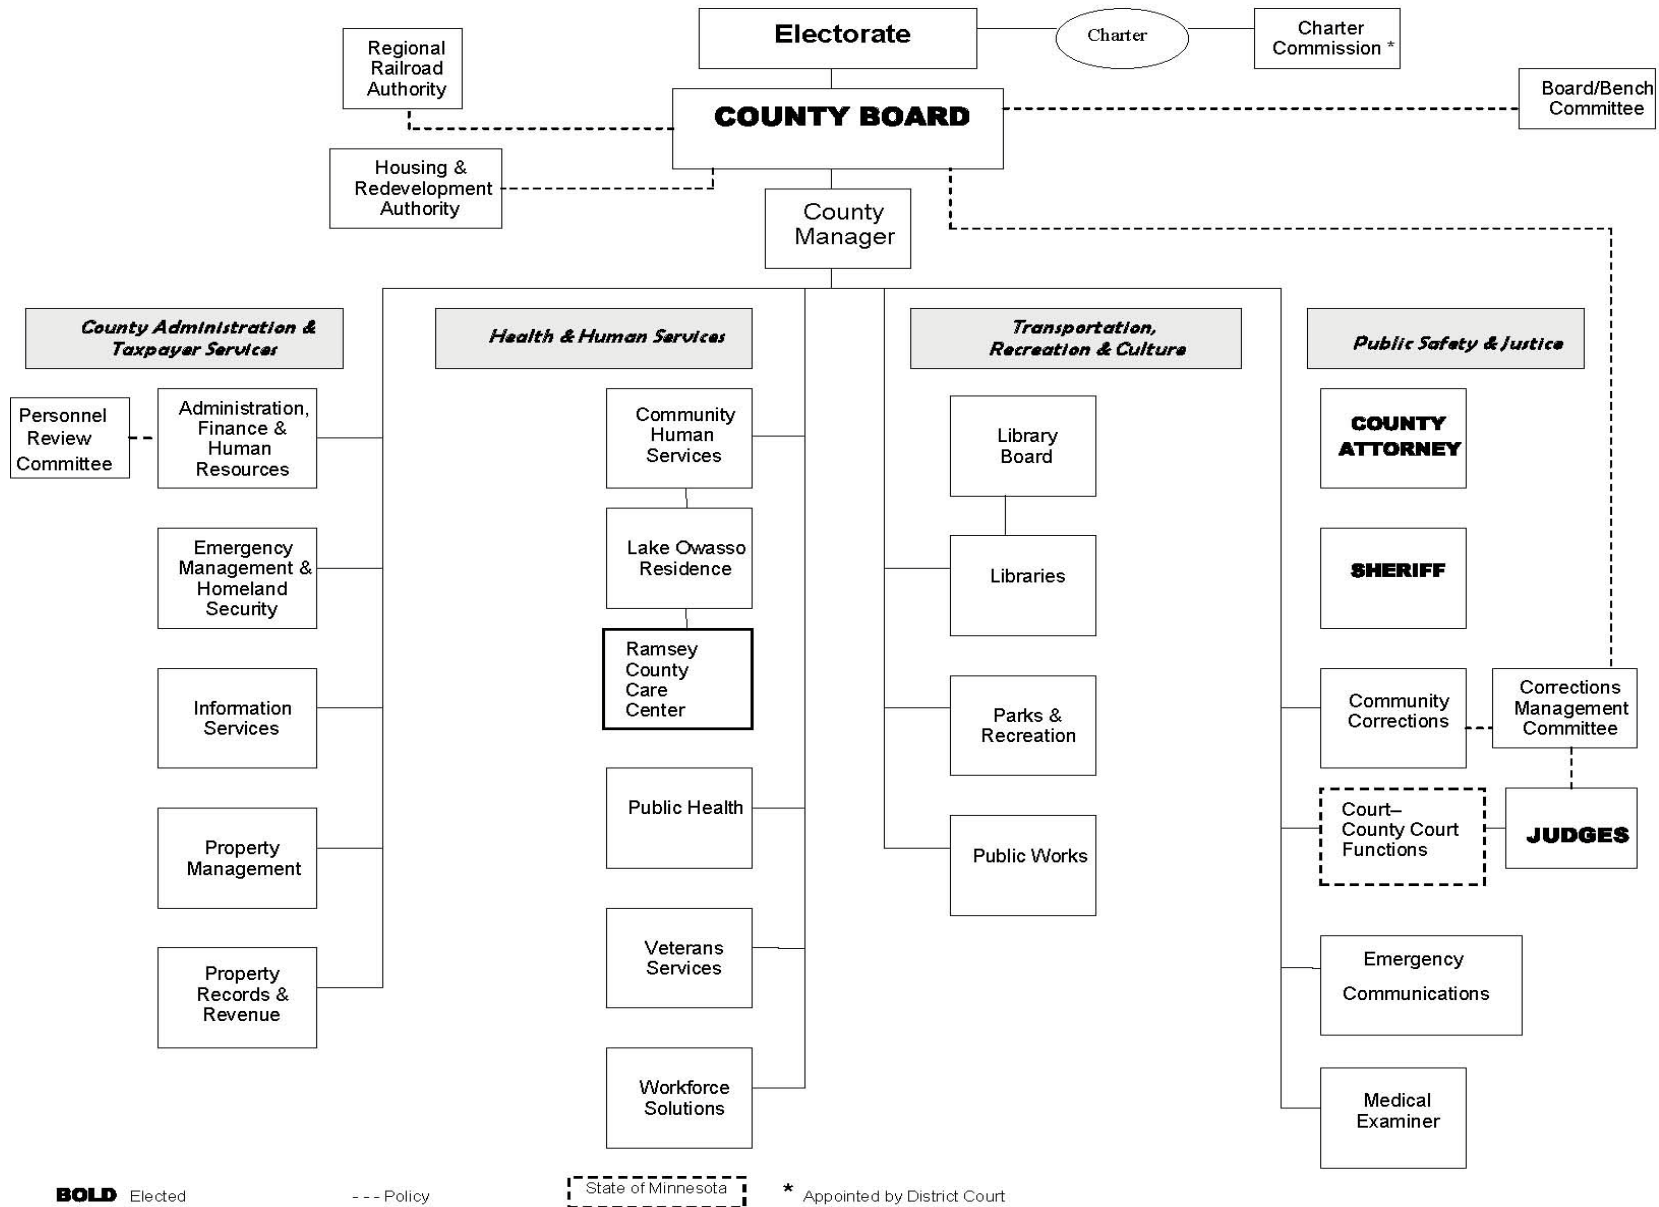 Electorate
Charter
Charter
Commission *
Regional
Railroad
Authority
COUNTY BOARD
Board/Bench
Committee
Housing &
Redevelopment
Authority
County
Manager
County Administration &
Taxpayer Services
Health & Human Services
Transportation,
Recreation & Culture
Public Safety & Justice
Personnel
Review
Committee
Administration,
Finance &
Human
Resources
Emergency
Management &
Homeland
Security
Information
Services
Property
Management
Property
Records &
Revenue
Community
Human
Services
Lake Owasso
Residence
Ramsey
County
Care
Center
Public Health
Veterans
Services
Workforce
Solutions
Library
Board
Libraries
Parks &
Recreation
Public Works
COUNTY
ATTORNEY
SHERIFF
Community
Corrections
Corrections
Management
Committee
Court–
County Court
Functions
JUDGES
Emergency
Communications
Medical
Examiner
BOLD Elected
- - - Policy
State of Minnesota
* Appointed by District Court